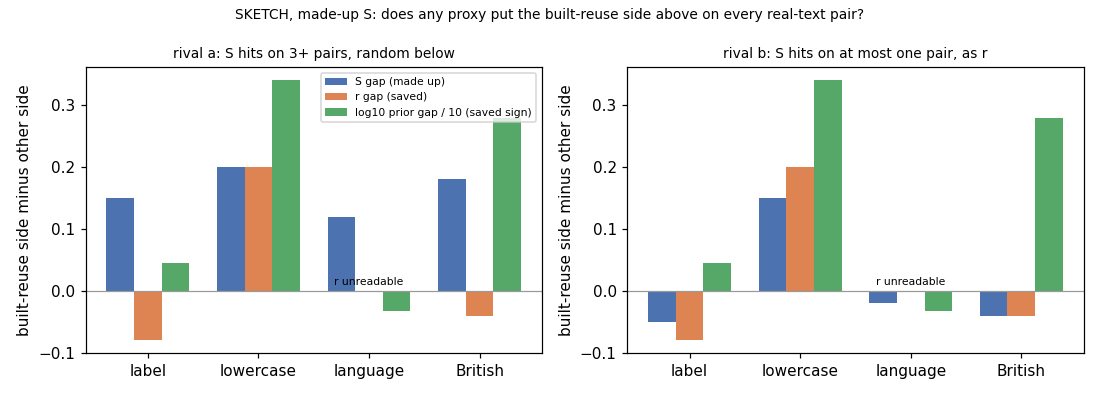 SKETCH, made-up S: does any proxy put the built-reuse side above on every real-text pair?
rival a: S hits on 3+ pairs, random below
built-reuse side minus other side
0.3
0.2
0.1
0.0
−0.1
S gap (made up)
r gap (saved)
log10 prior gap / 10 (saved sign)
r unreadable
label
lowercase
language
British
rival b: S hits on at most one pair, as r
built-reuse side minus other side
0.3
0.2
0.1
0.0
−0.1
r unreadable
label
lowercase
language
British